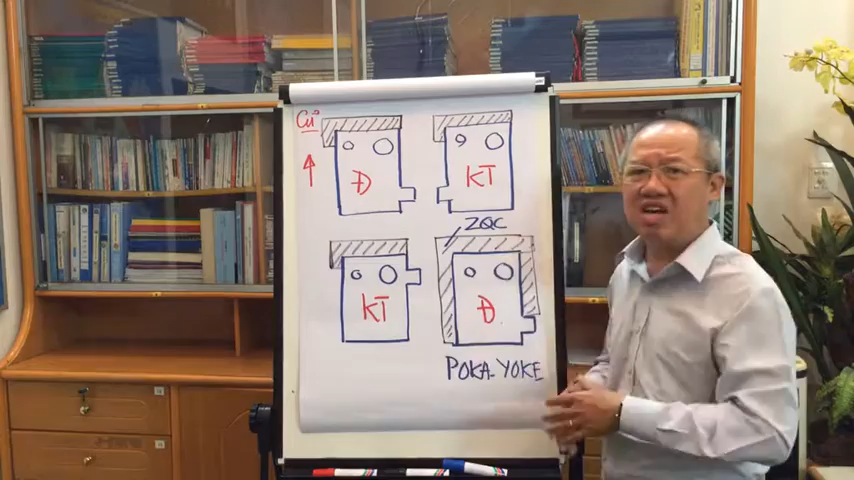 Cũ
Đ
KT
ZQC
KT
Đ
POKA-YOKE